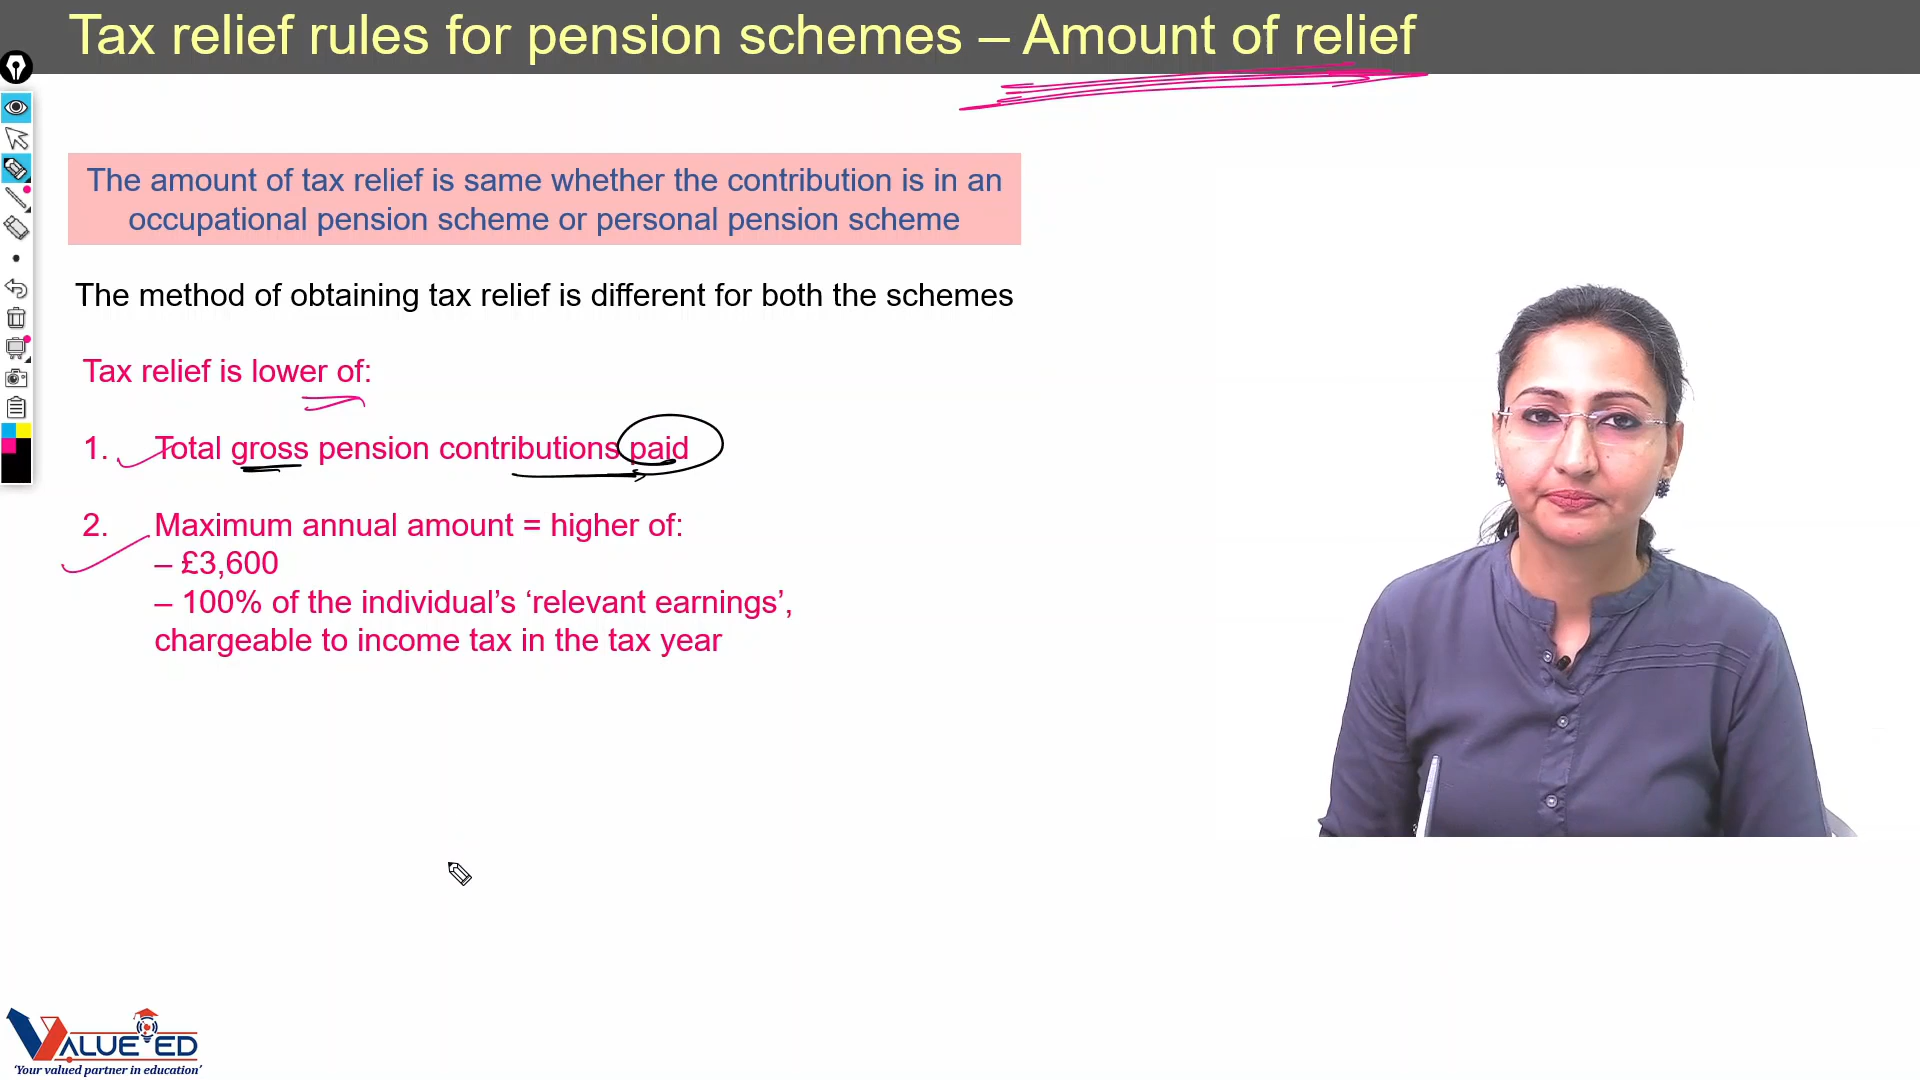 Tax relief rules for pension schemes – Amount of relief
The amount of tax relief is same whether the contribution is in an
occupational pension scheme or personal pension scheme
The method of obtaining tax relief is different for both the schemes
Tax relief is lower of:
1. Total gross pension contributions paid
2. Maximum annual amount = higher of:
– £3,600
– 100% of the individual’s ‘relevant earnings’,
chargeable to income tax in the tax year
VALUE ED
‘Your valued partner in education’